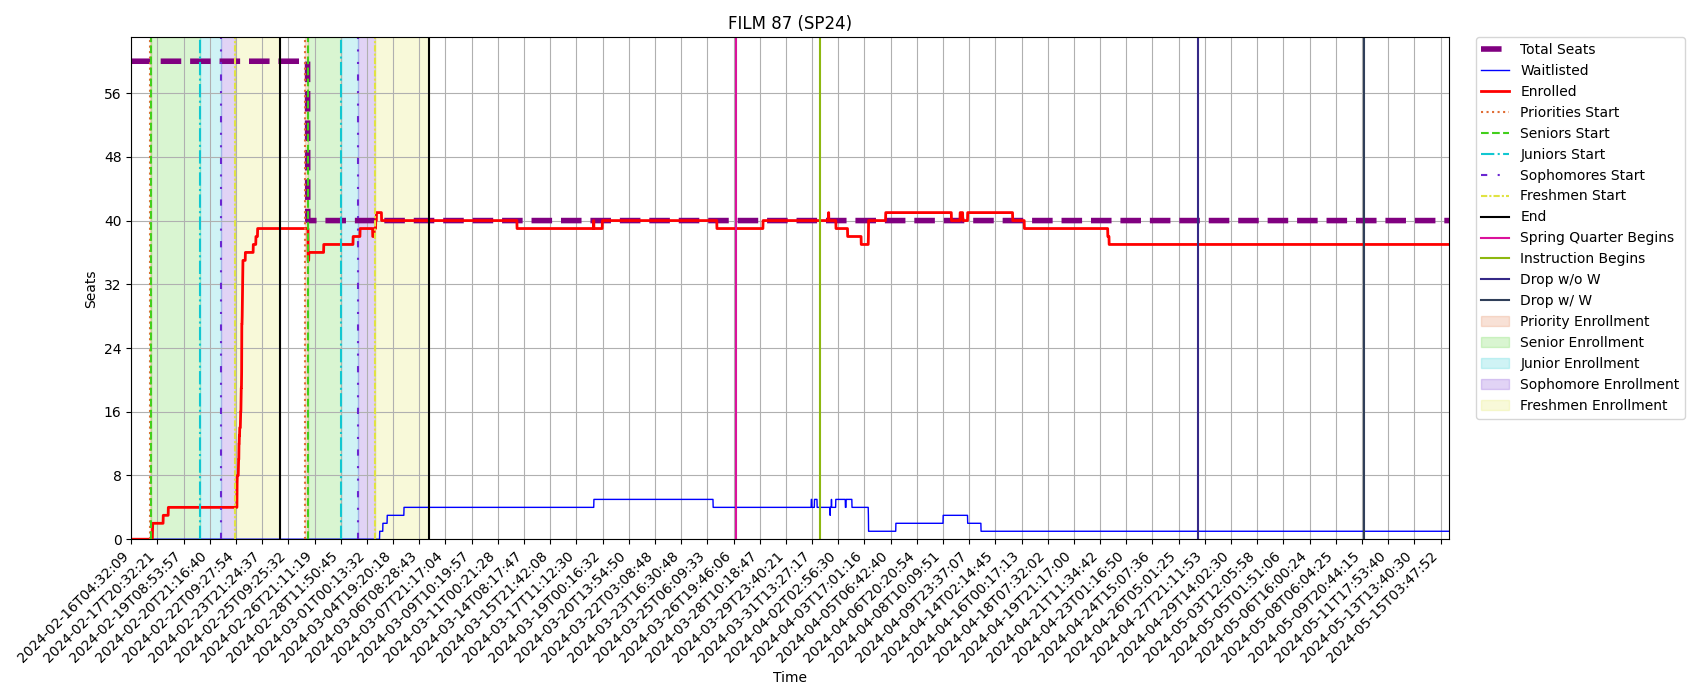 FILM 87 (SP24)
Seats
56
48
40
32
24
16
8
0
2024-02-16T04:32:09
2024-02-17T20:32:21
2024-02-19T08:53:57
2024-02-20T21:16:40
2024-02-22T09:27:54
2024-02-23T21:24:37
2024-02-25T09:25:32
2024-02-26T21:11:19
2024-02-28T11:50:45
2024-03-01T00:13:32
2024-03-04T19:20:18
2024-03-06T08:28:43
2024-03-07T21:17:04
2024-03-09T10:19:57
2024-03-11T00:21:28
2024-03-14T08:17:47
2024-03-15T21:42:08
2024-03-17T11:12:30
2024-03-19T00:16:32
2024-03-20T13:54:50
2024-03-22T03:08:48
2024-03-23T16:30:48
2024-03-25T06:09:33
2024-03-26T19:46:06
2024-03-28T10:18:47
2024-03-29T23:40:21
2024-03-31T13:27:17
2024-04-02T02:56:30
2024-04-03T17:01:16
2024-04-05T06:42:40
2024-04-06T20:20:54
2024-04-08T10:09:51
2024-04-09T23:37:07
2024-04-14T02:14:45
2024-04-16T00:17:13
2024-04-18T07:32:02
2024-04-19T21:17:00
2024-04-21T11:34:42
2024-04-23T01:16:50
2024-04-24T15:07:36
2024-04-26T05:01:25
2024-04-27T21:11:53
2024-04-29T14:02:30
2024-05-03T12:05:58
2024-05-05T01:51:06
2024-05-06T16:00:24
2024-05-08T06:04:25
2024-05-09T20:44:15
2024-05-11T17:53:40
2024-05-13T13:40:30
2024-05-15T03:47:52
Time
Total Seats
Waitlisted
Enrolled
Priorities Start
Seniors Start
Juniors Start
Sophomores Start
Freshmen Start
End
Spring Quarter Begins
Instruction Begins
Drop w/o W
Drop w/ W
Priority Enrollment
Senior Enrollment
Junior Enrollment
Sophomore Enrollment
Freshmen Enrollment